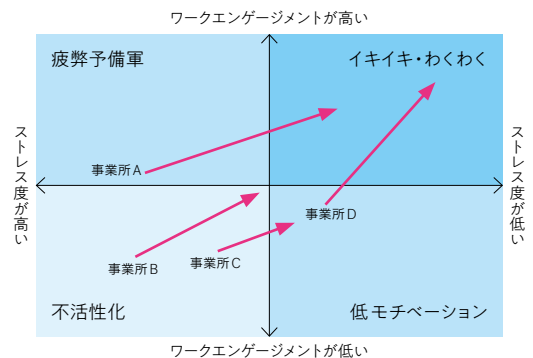 ワークエンゲージメントが高い
疲弊予備軍
イキイキ・わくわく
ストレス度が高い
ストレス度が低い
事業所A
事業所D
事業所B
事業所C
不活性化
低モチベーション
ワークエンゲージメントが低い